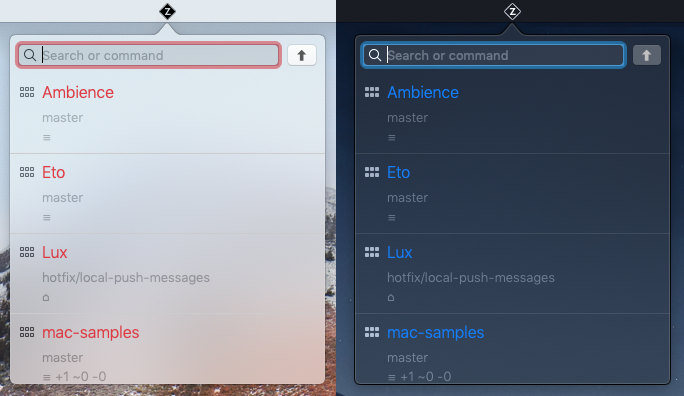 Z
Search or command
Ambience
master
≡
Eto
master
≡
Lux
hotfix/local-push-messages
⌂
mac-samples
master
≡ +1 ~0 -0
Z
Search or command
Ambience
master
≡
Eto
master
≡
Lux
hotfix/local-push-messages
⌂
mac-samples
master
≡ +1 ~0 -0